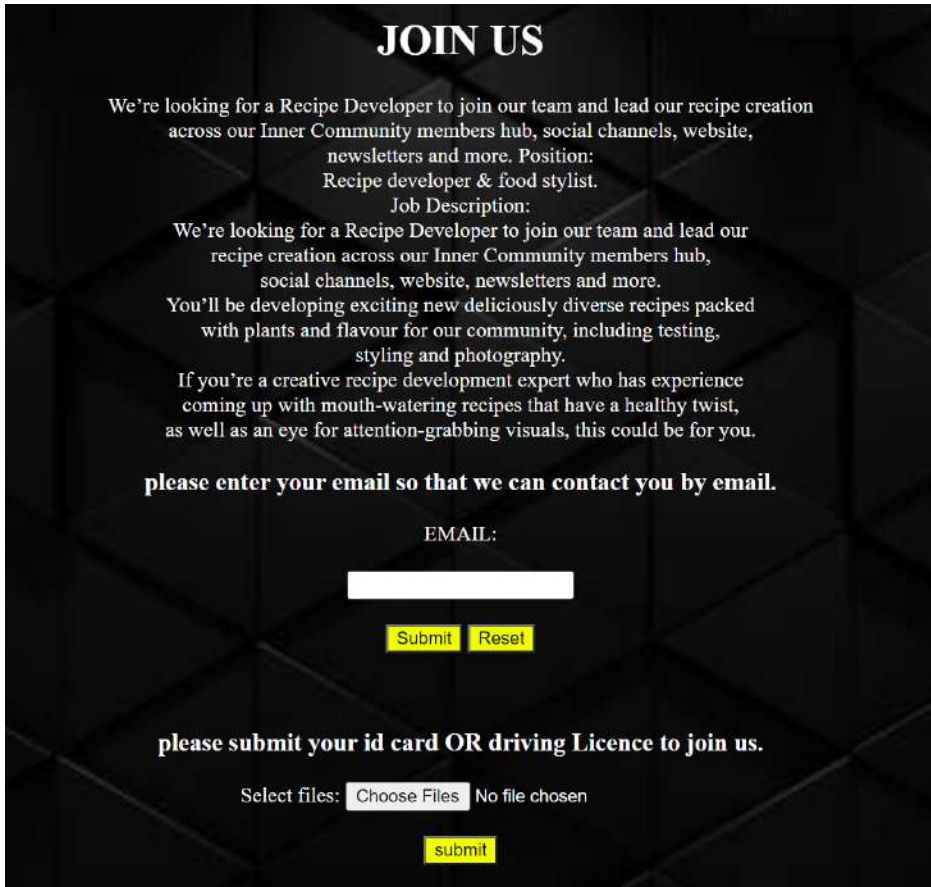 JOIN US
We’re looking for a Recipe Developer to join our team and lead our recipe creation
across our Inner Community members hub, social channels, website,
newsletters and more. Position:
Recipe developer & food stylist.
Job Description:
We’re looking for a Recipe Developer to join our team and lead our
recipe creation across our Inner Community members hub,
social channels, website, newsletters and more.
You’ll be developing exciting new deliciously diverse recipes packed
with plants and flavour for our community, including testing,
styling and photography.
If you’re a creative recipe development expert who has experience
coming up with mouth-watering recipes that have a healthy twist,
as well as an eye for attention-grabbing visuals, this could be for you.
please enter your email so that we can contact you by email.
EMAIL:
Submit Reset
please submit your id card OR driving Licence to join us.
Select files: Choose Files No file chosen
submit